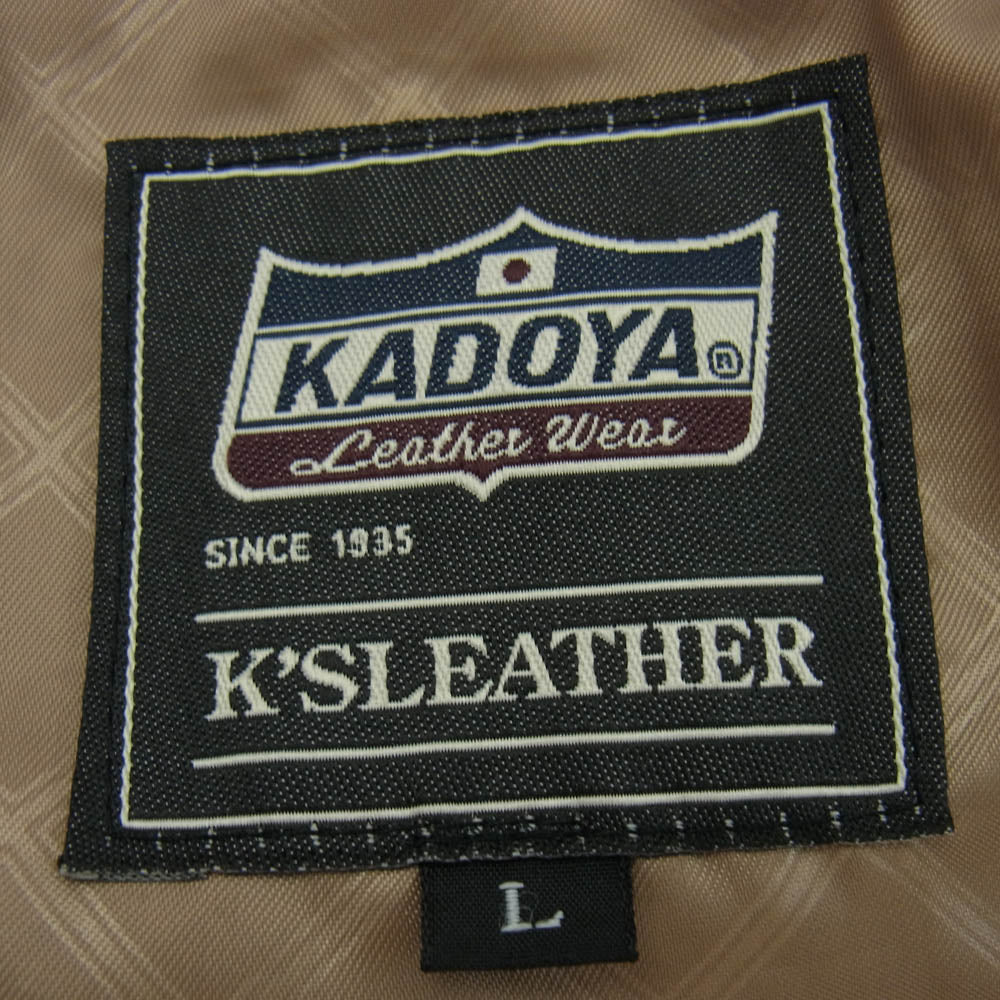 KADOYA®
Leather Wear
SINCE 1935
K'SLEATHER
L